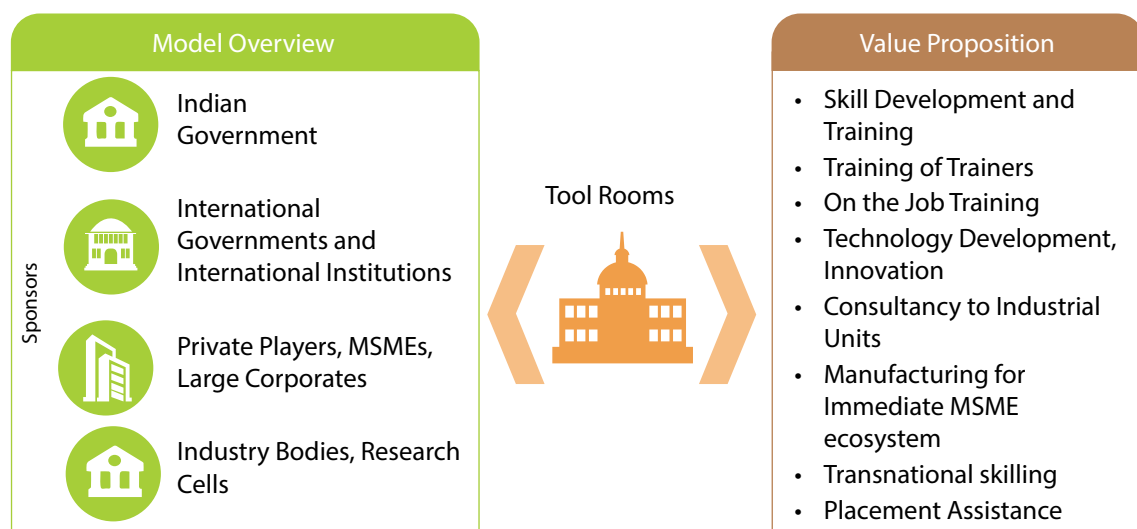 Model Overview
Sponsors
Indian
Government
International
Governments and
International Institutions
Private Players, MSMEs,
Large Corporates
Industry Bodies, Research
Cells
Tool Rooms
Value Proposition
• Skill Development and
Training
• Training of Trainers
• On the Job Training
• Technology Development,
Innovation
• Consultancy to Industrial
Units
• Manufacturing for
Immediate MSME
ecosystem
• Transnational skilling
• Placement Assistance